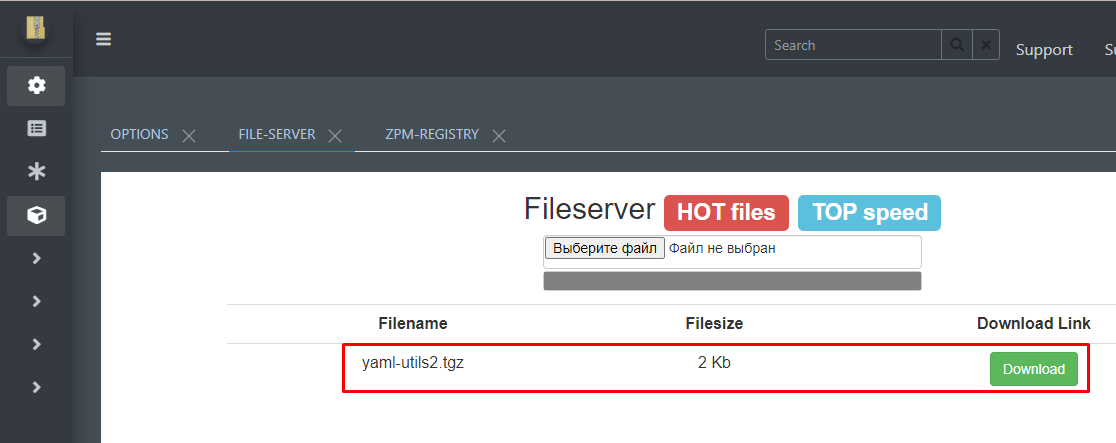 Search
Support
OPTIONS
FILE-SERVER
ZPM-REGISTRY
Fileserver HOT files TOP speed
Выберите файл Файл не выбран
Filename Filesize Download Link
yaml-utils2.tgz 2 Kb Download